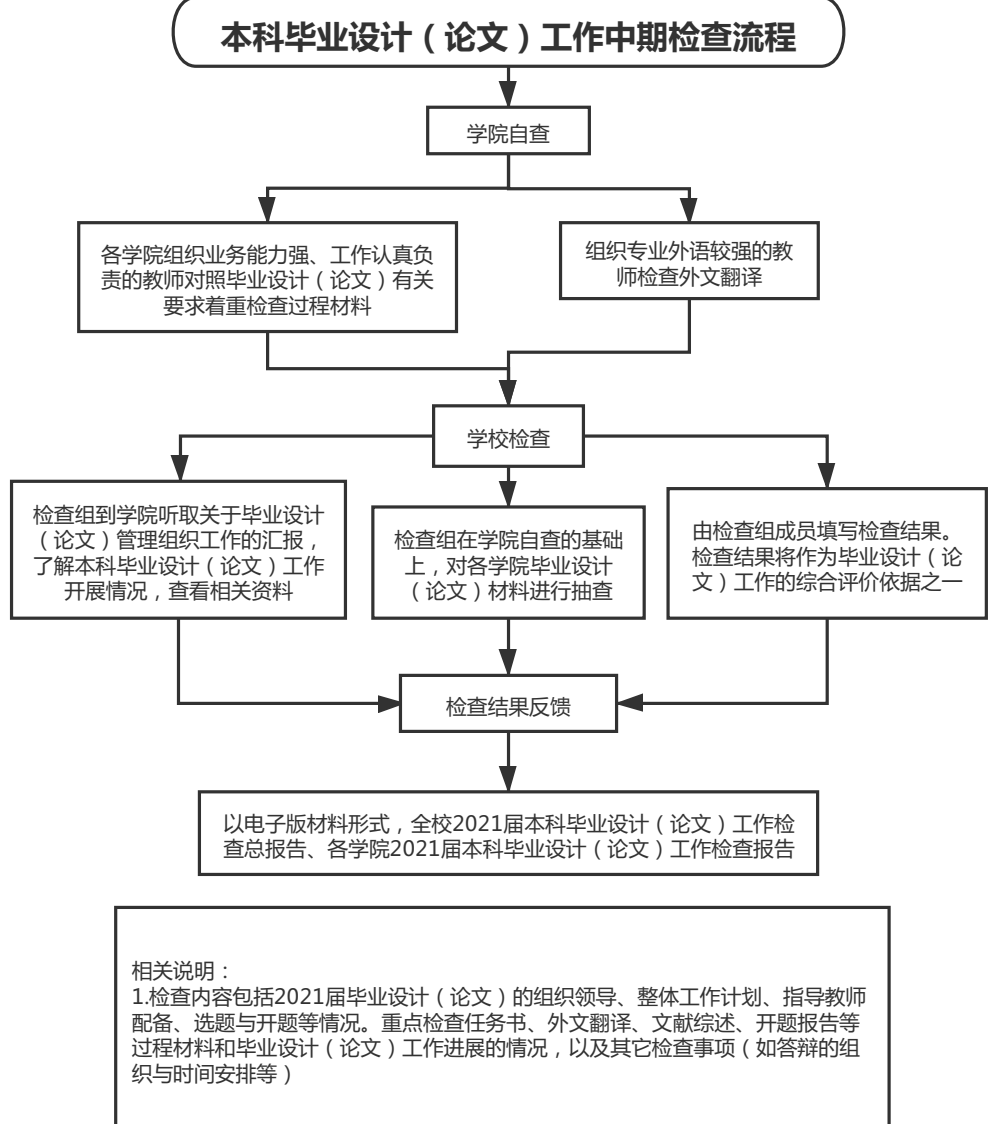 本科毕业设计（论文）工作中期检查流程
学院自查
各学院组织业务能力强、工作认真负
责的教师对照毕业设计（论文）有关
要求着重检查过程材料
组织专业外语较强的教
师检查外文翻译
学校检查
检查组到学院听取关于毕业设计
（论文）管理组织工作的汇报，
了解本科毕业设计（论文）工作
开展情况，查看相关资料
检查组在学院自查的基础
上，对各学院毕业设计
（论文）材料进行抽查
由检查组成员填写检查结果。
检查结果将作为毕业设计（论
文）工作的综合评价依据之一
检查结果反馈
以电子版材料形式，全校2021届本科毕业设计（论文）工作检
查总报告、各学院2021届本科毕业设计（论文）工作检查报告
相关说明：
1.检查内容包括2021届毕业设计（论文）的组织领导、整体工作计划、指导教师
配备、选题与开题等情况。重点检查任务书、外文翻译、文献综述、开题报告等
过程材料和毕业设计（论文）工作进展的情况，以及其它检查事项（如答辩的组
织与时间安排等）